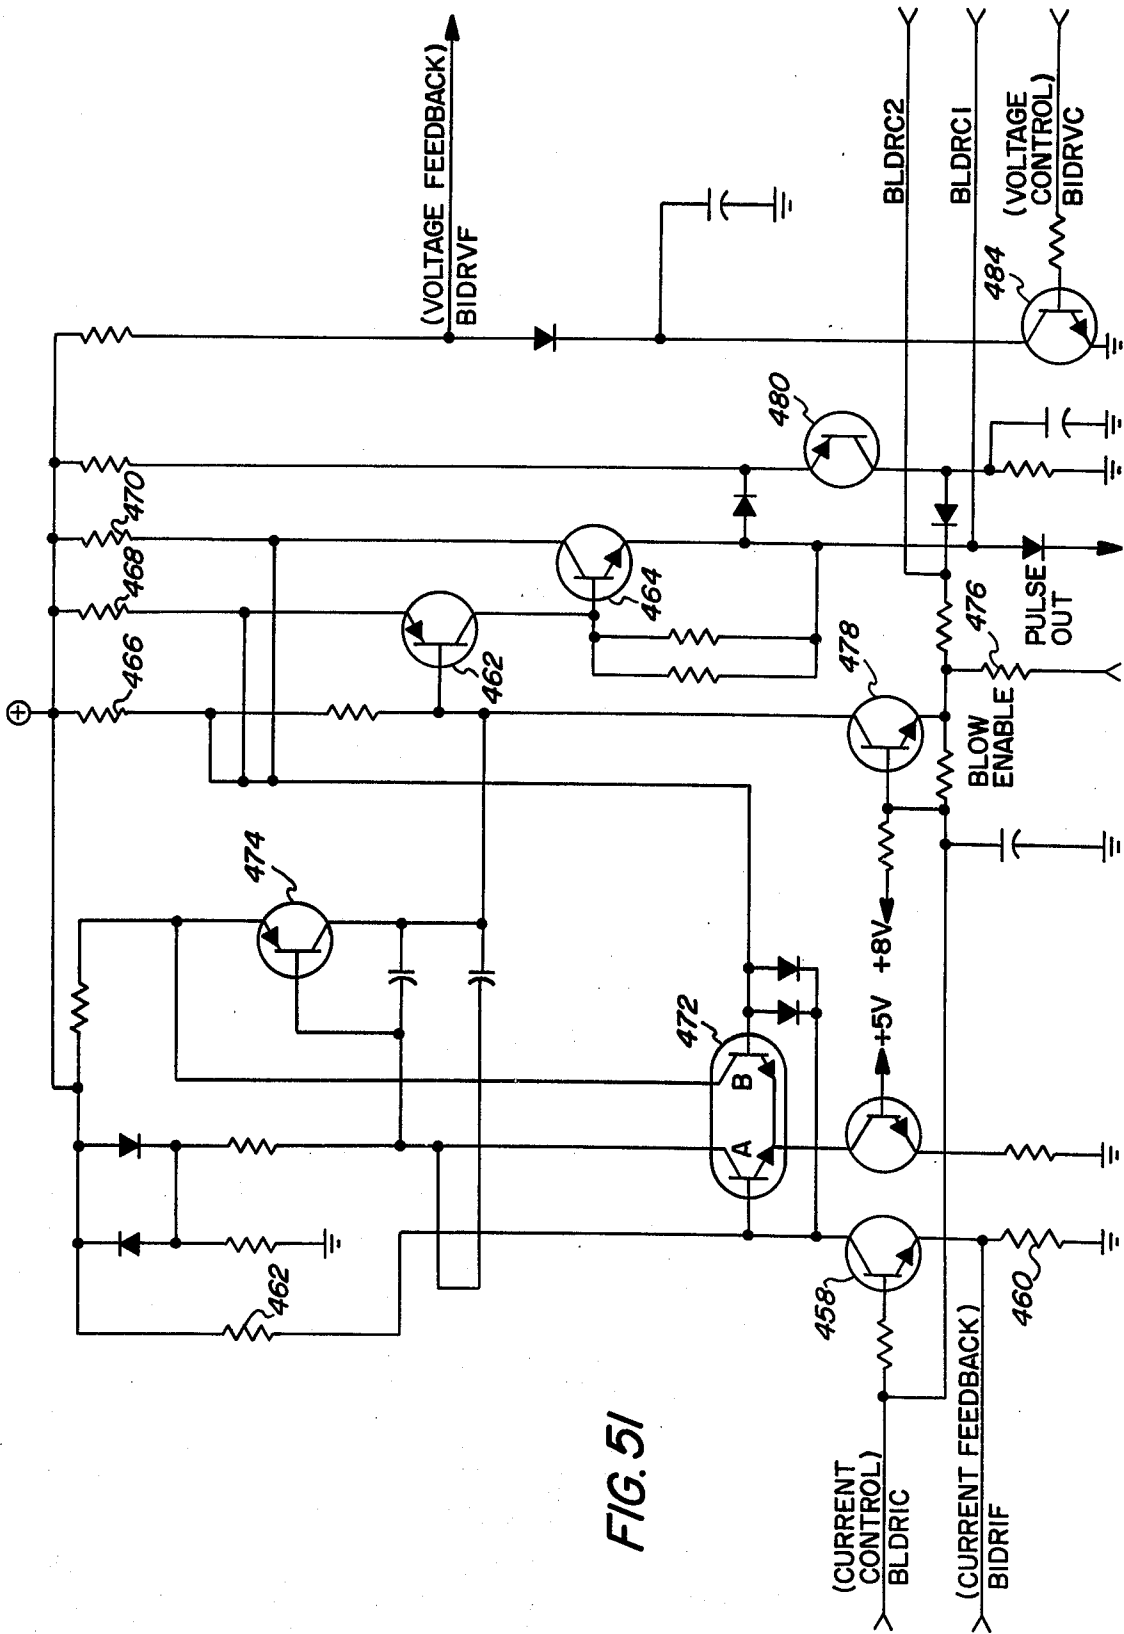 (VOLTAGE FEEDBACK)
BIDRVF
BLDRC2
BLDRC1
(VOLTAGE
CONTROL)
BIDRVC
484
480
470
468
466
464
462
478
476
PULSE
OUT
BLOW
ENABLE
474
472
A
B
+5V
+8V
462
458
460
(CURRENT
CONTROL)
BLDRIC
(CURRENT FEEDBACK)
BIDRIF
FIG. 51